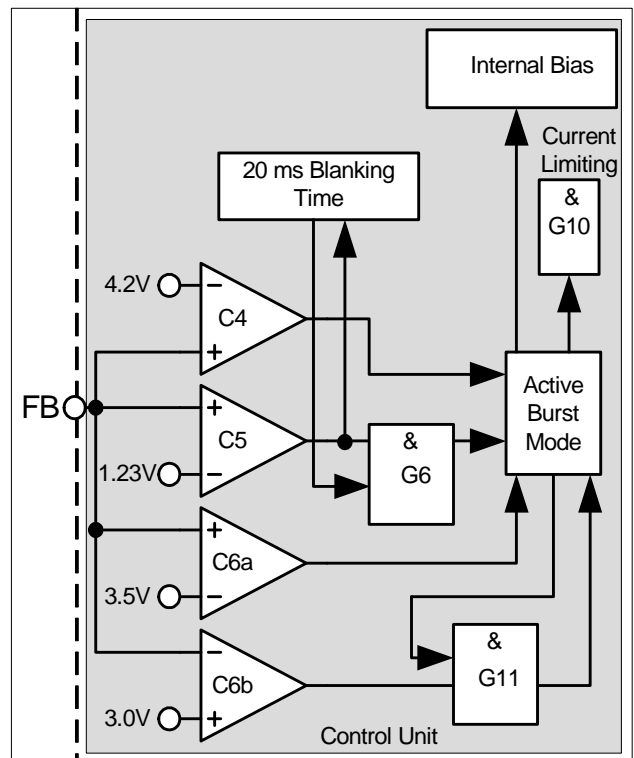 Internal Bias
Current
Limiting
20 ms Blanking
Time
&
G10
4.2V
−
C4
+
FB
+
C5
−
1.23V
&
G6
Active
Burst
Mode
+
C6a
−
3.5V
−
C6b
+
3.0V
&
G11
Control Unit